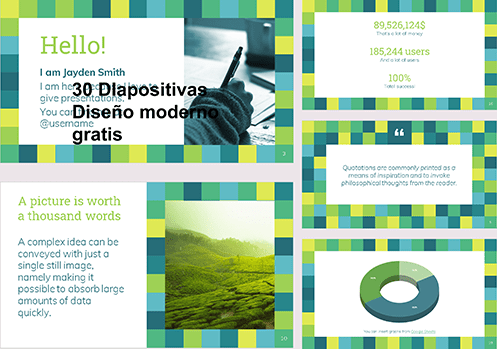 Hello!
I am Jayden Smith
I am here because I love to
give presentations.
You can find me at
@username
30 DIapositivas
Diseño moderno
gratis
A picture is worth
a thousand words
A complex idea can be
conveyed with just a
single still image,
namely making it
possible to absorb large
amounts of data
quickly.
10
89,526,124$
That's a lot of money
185,244 users
And a lot of users
100%
Total success!
“
Quotations are commonly printed as a
means of inspiration and to invoke
philosophical thoughts from the reader.
You can insert graphs from Google Sheets